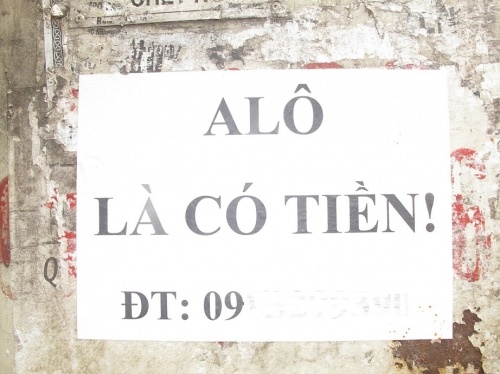 ALÔ
LÀ CÓ TIỀN!
ĐT: 09
Q